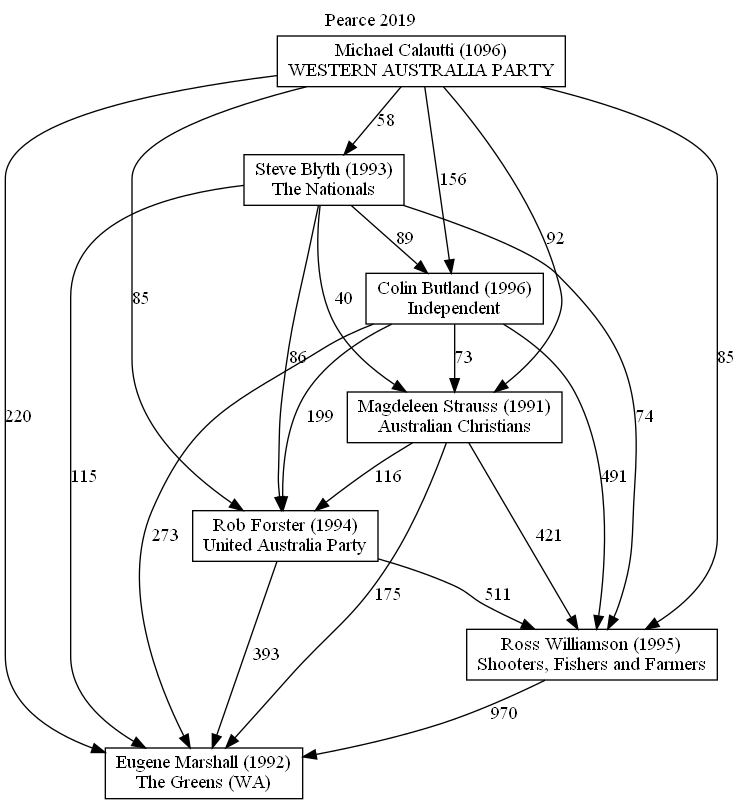 Pearce 2019
Michael Calautti (1096)
WESTERN AUSTRALIA PARTY
58
Steve Blyth (1993)
The Nationals
156
92
89
Colin Butland (1996)
Independent
85
40
86
73
85
Magdeleen Strauss (1991)
Australian Christians
220
199
74
115
116
491
Rob Forster (1994)
United Australia Party
273
421
175
511
393
Ross Williamson (1995)
Shooters, Fishers and Farmers
970
Eugene Marshall (1992)
The Greens (WA)